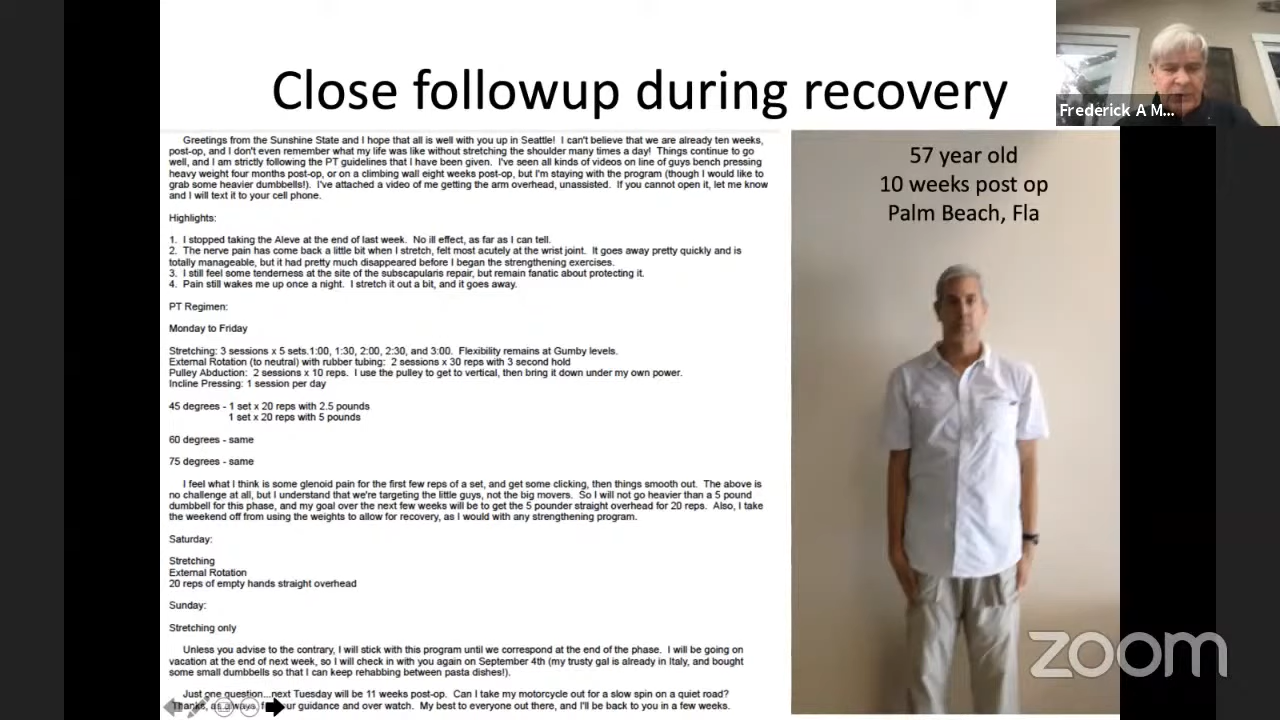 Close followup during recovery
Frederick A M...
Greetings from the Sunshine State and I hope that all is well with you up in Seattle!  I can't believe that we are already ten weeks,
post-op, and I don't even remember what my life was like without stretching the shoulder many times a day!  Things continue to go
well, and I am strictly following the PT guidelines that I have been given.  I've seen all kinds of videos on line of guys bench pressing
heavy weight four months post-op, or on a climbing wall eight weeks post-op, but I'm staying with the program (though I would like to
grab some heavier dumbbells!).  I've attached a video of me getting the arm overhead, unassisted.  If you cannot open it, let me know
and I will text it to your cell phone.
Highlights:
1.  I stopped taking the Aleve at the end of last week.  No ill effect, as far as I can tell.
2.  The nerve pain has come back a little bit when I stretch, felt most acutely at the wrist joint.  It goes away pretty quickly and is
totally manageable, but it had pretty much disappeared before I began the strengthening exercises.
3.  I still feel some tenderness at the site of the subscapularis repair, but remain fanatic about protecting it.
4.  Pain still wakes me up once a night.  I stretch it out a bit, and it goes away.
PT Regimen:
Monday to Friday
Stretching: 3 sessions x 5 sets.1:00, 1:30, 2:00, 2:30, and 3:00.  Flexibility remains at Gumby levels.
External Rotation (to neutral) with rubber tubing:  2 sessions x 30 reps with 3 second hold
Pulley Abduction:  2 sessions x 10 reps.  I use the pulley to get to vertical, then bring it down under my own power.
Incline Pressing: 1 session per day
45 degrees - 1 set x 20 reps with 2.5 pounds
1 set x 20 reps with 5 pounds
60 degrees - same
75 degrees - same
I feel what I think is some glenoid pain for the first few reps of a set, and get some clicking, then things smooth out.  The above is
no challenge at all, but I understand that we're targeting the little guys, not the big movers.  So I will not go heavier than a 5 pound
dumbbell for this phase, and my goal over the next few weeks will be to get the 5 pounder straight overhead for 20 reps.  Also, I take
the weekend off from using the weights to allow for recovery, as I would with any strengthening program.
Saturday:
Stretching
External Rotation
20 reps of empty hands straight overhead
Sunday:
Stretching only
Unless you advise to the contrary, I will stick with this program until we correspond at the end of the phase.  I will be going on
vacation at the end of next week, so I will check in with you again on September 4th (my trusty gal is already in Italy, and bought
some small dumbbells so that I can keep rehabbing between pasta dishes!).
Just one question...next Tuesday will be 11 weeks post-op.  Can I take my motorcycle out for a slow spin on a quiet road?
Thanks, as always, guidance and over watch.  My best to everyone out there, and I'll be back to you in a few weeks.
57 year old
10 weeks post op
Palm Beach, Fla
zoom